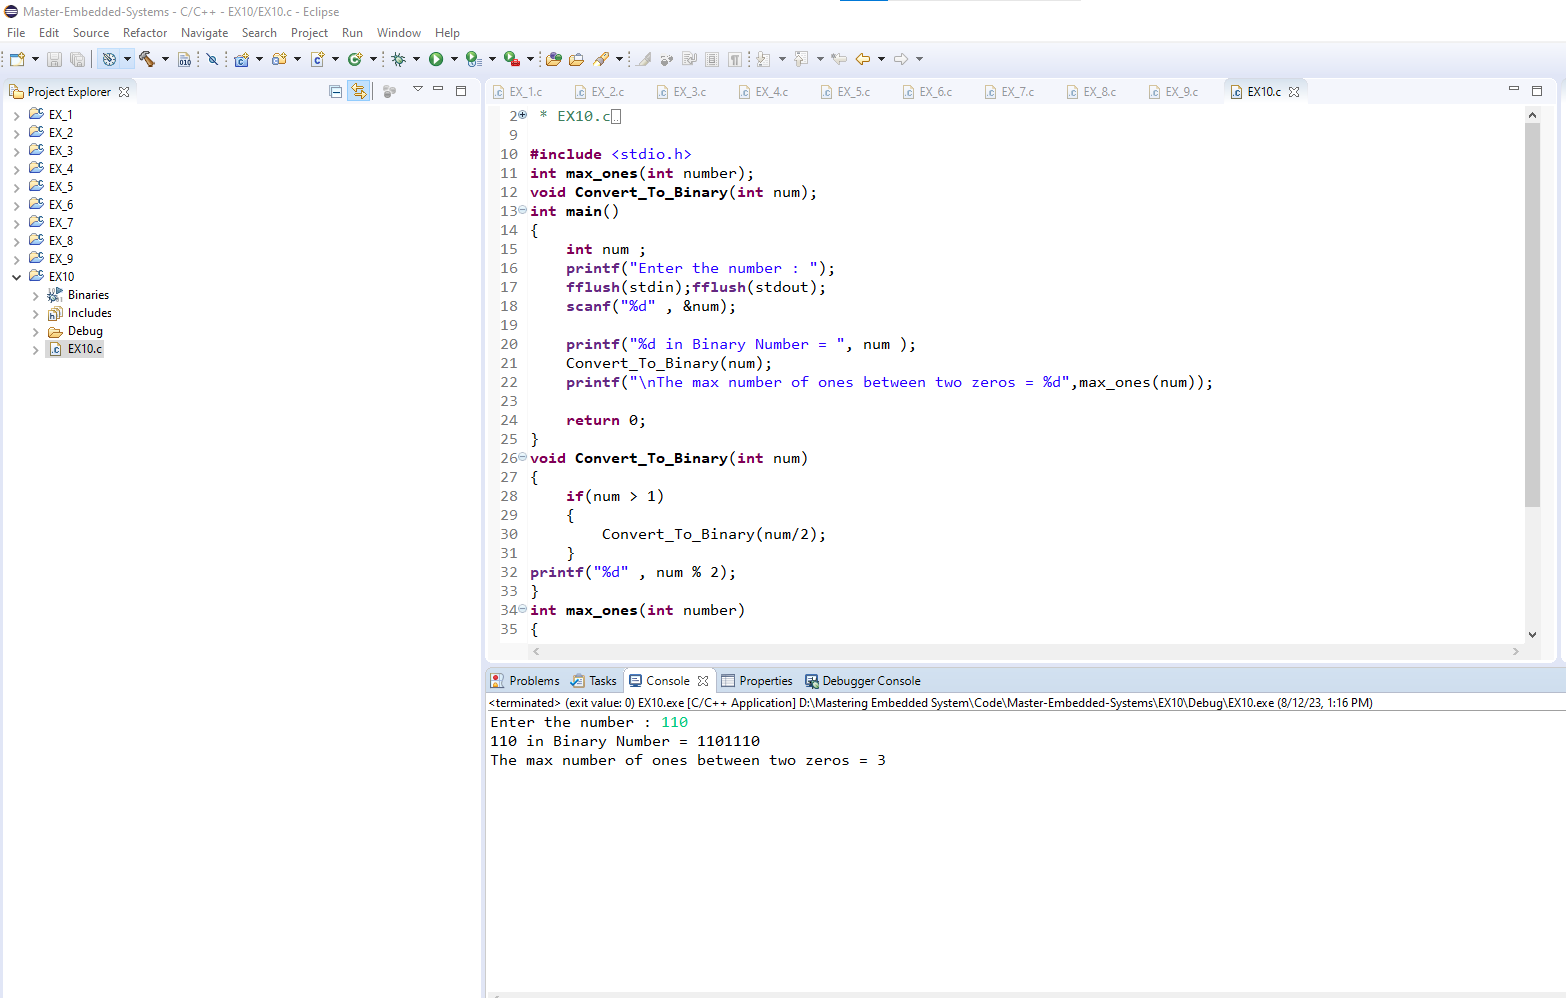 Master-Embedded-Systems - C/C++ - EX10/EX10.c - Eclipse
File Edit Source Refactor Navigate Search Project Run Window Help
Project Explorer
EX_1
EX_2
EX_3
EX_4
EX_5
EX_6
EX_7
EX_8
EX_9
EX10
Binaries
Includes
Debug
EX10.c
EX_1.c EX_2.c EX_3.c EX_4.c EX_5.c EX_6.c EX_7.c EX_8.c EX_9.c EX10.c
2 * EX10.c
9
10 #include <stdio.h>
11 int max_ones(int number);
12 void Convert_To_Binary(int num);
13 int main()
14 {
15     int num ;
16     printf("Enter the number : ");
17     fflush(stdin);fflush(stdout);
18     scanf("%d" , &num);
19
20     printf("%d in Binary Number = ", num );
21     Convert_To_Binary(num);
22     printf("\nThe max number of ones between two zeros = %d",max_ones(num));
23
24     return 0;
25 }
26 void Convert_To_Binary(int num)
27 {
28     if(num > 1)
29     {
30         Convert_To_Binary(num/2);
31     }
32 printf("%d" , num % 2);
33 }
34 int max_ones(int number)
35 {
Problems Tasks Console Properties Debugger Console
<terminated> (exit value: 0) EX10.exe [C/C++ Application] D:\Mastering Embedded System\Code\Master-Embedded-Systems\EX10\Debug\EX10.exe (8/12/23, 1:16 PM)
Enter the number : 110
110 in Binary Number = 1101110
The max number of ones between two zeros = 3